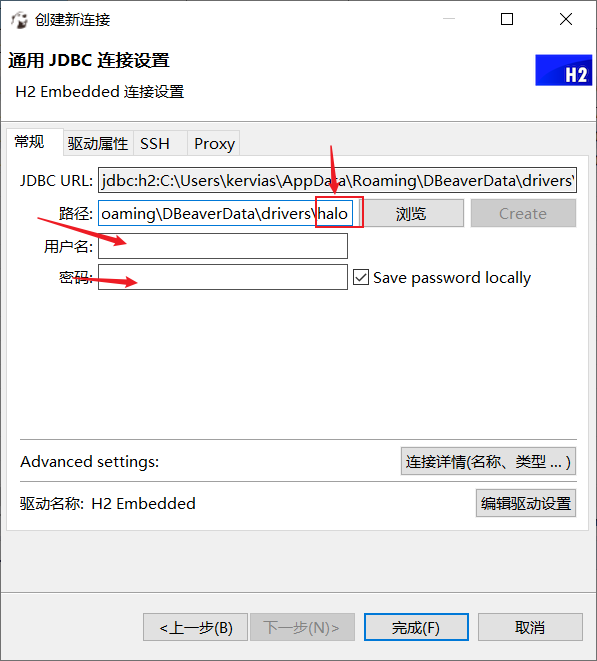 创建新连接
通用 JDBC 连接设置
H2 Embedded 连接设置
H2
常规 驱动属性 SSH Proxy
JDBC URL: jdbc:h2:C:\Users\kervias\AppData\Roaming\DBeaverData\drivers\
路径: oaming\DBeaverData\drivers\halo 浏览 Create
用户名:
密码: Save password locally
Advanced settings: 连接详情(名称、类型 ... )
驱动名称: H2 Embedded 编辑驱动设置
<上一步(B) 下一步(N)> 完成(F) 取消